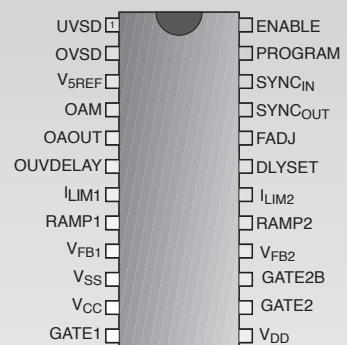 UVSD 1 ENABLE
OVSD PROGRAM
V5REF SYNCIN
OAM SYNCOUT
OAOUT FADJ
OUVDELAY DLYSET
ILIM1 ILIM2
RAMP1 RAMP2
VFB1 VFB2
VSS GATE2B
VCC GATE2
GATE1 VDD